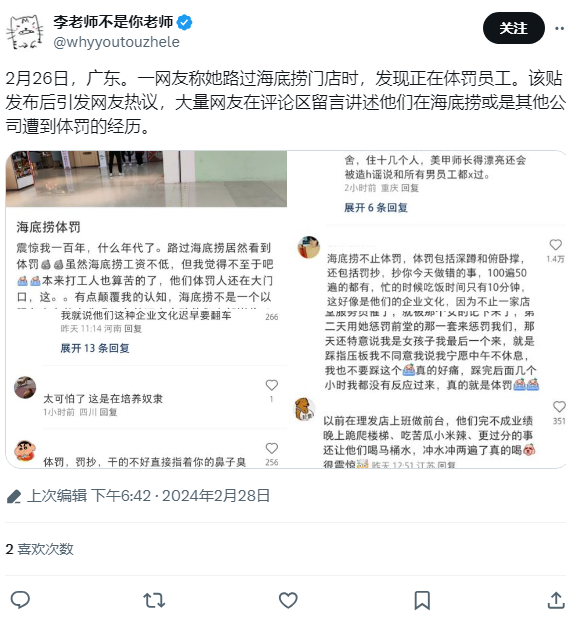 李老师不是你老师
@whyyoutouzhele
关注
2月26日，广东。一网友称她路过海底捞门店时，发现正在体罚员工。该贴
发布后引发网友热议，大量网友在评论区留言讲述他们在海底捞或是其他公
司遭到体罚的经历。
海底捞体罚
震惊我一百年，什么年代了。路过海底捞居然看到
体罚虽然海底捞工资不低，但我觉得不至于吧
本来打工人也算苦的了，他们体罚人还在大门
口，这。。有点颠覆我的认知，海底捞不是一个以
我就说他们这种企业文化迟早要翻车
昨天 11:14 河南 回复
266
展开 13 条回复
太可怕了 这是在培养奴隶
1小时前 四川 回复
1
体罚，罚抄，干的不好直接指着你的鼻子臭
256
舍，住十几个人，美甲师长得漂亮还会
被造h谣说和所有男员工都x过。
2小时前 重庆 回复
展开 6 条回复
1.4万
海底捞不止体罚，体罚包括深蹲和俯卧撑，
还包括罚抄，抄你今天做错的事，100遍50
遍的都有，忙的时候吃饭时间只有10分钟，
这好像是他们的企业文化，因为不止一家店
堂服务员催了，就被那个女的记下来了，第
二天用她惩罚前堂的那一套来惩罚我们，那
天还特意说我是女孩子我最后一个来，就是
踩指压板我不同意我说我宁愿中午不休息，
我也不要踩这个真的好痛，踩完后面几个
小时我都没有反应过来，真的就是体罚
351
以前在理发店上班做前台，他们完不成业绩
晚上跪爬楼梯、吃苦瓜小米辣、更过分的事
还让他们喝马桶水，冲水冲两遍了真的喝
很震惊 昨天 12:51 江苏 回复
上次编辑 下午6:42 · 2024年2月28日
2 喜欢次数